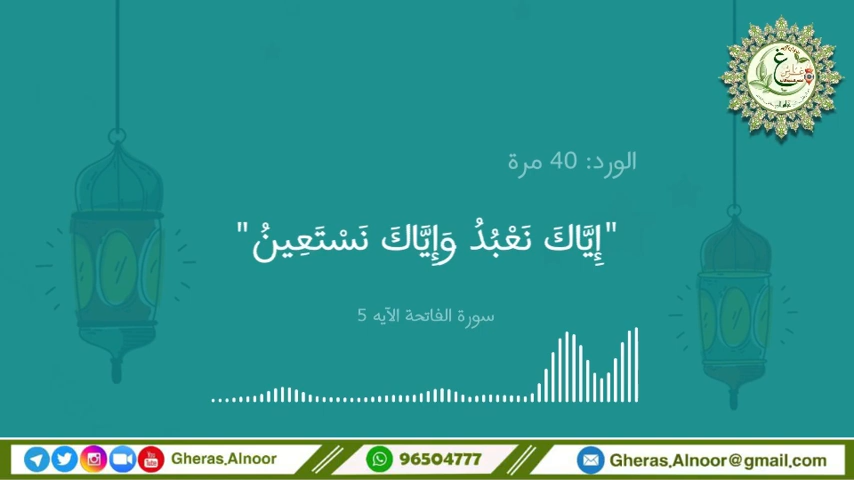 الورد: 40 مرة
"إِيَّاكَ نَعْبُدُ وَإِيَّاكَ نَسْتَعِينُ"
سورة الفاتحة الآيه 5
Gheras.Alnoor
96504777
Gheras.Alnoor@gmail.com